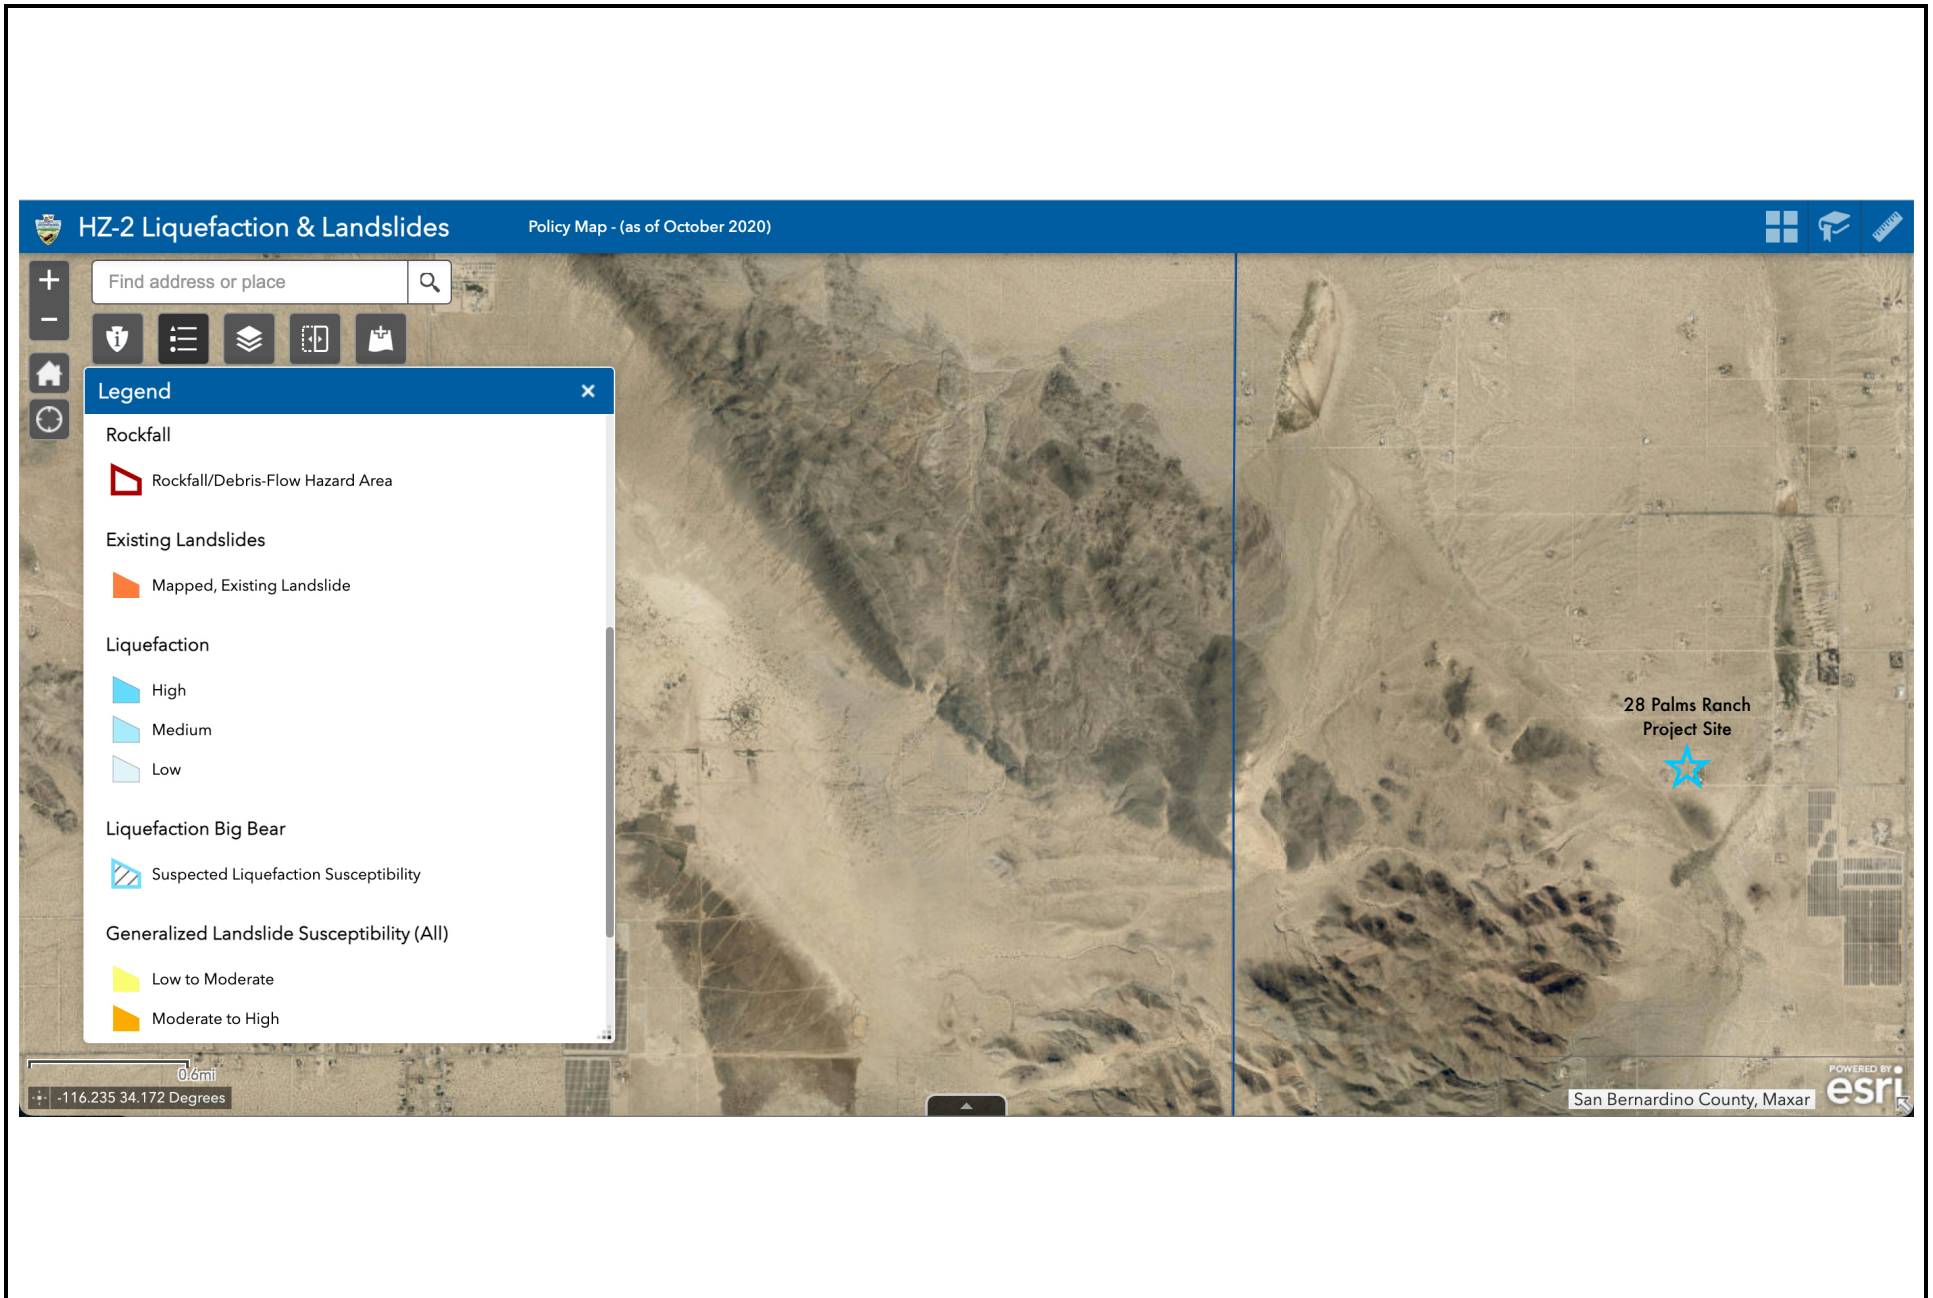 HZ-2 Liquefaction & Landslides
Policy Map - (as of October 2020)
Find address or place
Legend
Rockfall
Rockfall/Debris-Flow Hazard Area
Existing Landslides
Mapped, Existing Landslide
Liquefaction
High
Medium
Low
Liquefaction Big Bear
Suspected Liquefaction Susceptibility
Generalized Landslide Susceptibility (All)
Low to Moderate
Moderate to High
28 Palms Ranch
Project Site
0.6mi
-116.235 34.172 Degrees
San Bernardino County, Maxar
POWERED BY
esri